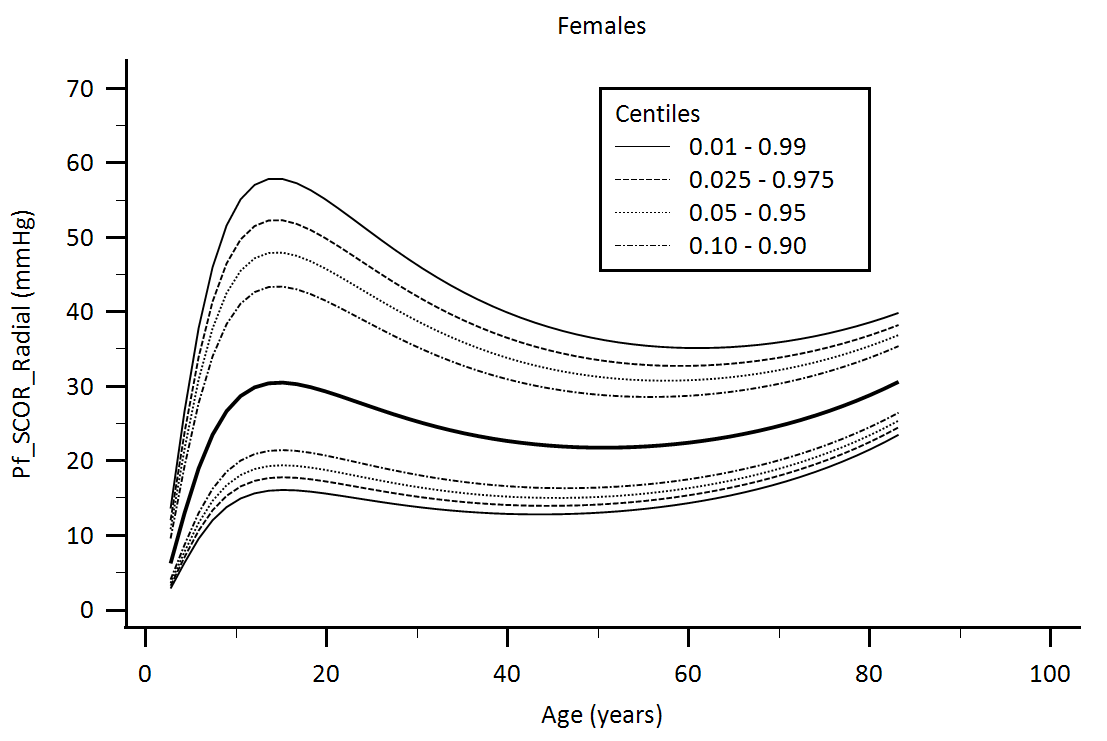 Females
Pf_SCOR_Radial (mmHg)
70
60
50
40
30
20
10
0
Centiles
0.01 - 0.99
0.025 - 0.975
0.05 - 0.95
0.10 - 0.90
0 20 40 60 80 100
Age (years)